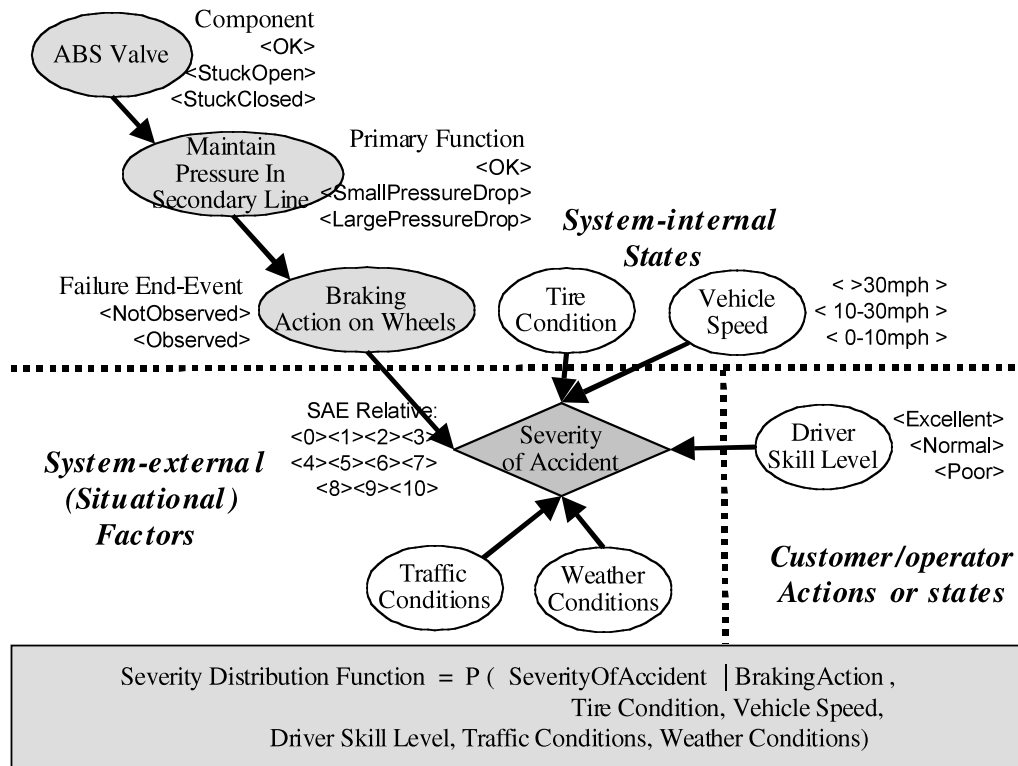 Component
<OK>
<StuckOpen>
<StuckClosed>
ABS Valve
Primary Function
<OK>
<SmallPressureDrop>
<LargePressureDrop>
Maintain
Pressure In
Secondary Line
System-internal
States
Failure End-Event
<NotObserved>
<Observed>
Braking
Action on Wheels
Tire
Condition
Vehicle
Speed
< >30mph >
< 10-30mph >
< 0-10mph >
SAE Relative:
<0><1><2><3>
<4><5><6><7>
<8><9><10>
Severity
of Accident
Driver
Skill Level
<Excellent>
<Normal>
<Poor>
System-external
(Situational)
Factors
Traffic
Conditions
Weather
Conditions
Customer/operator
Actions or states
Severity Distribution Function = P ( SeverityOfAccident | BrakingAction ,
Tire Condition, Vehicle Speed,
Driver Skill Level, Traffic Conditions, Weather Conditions)